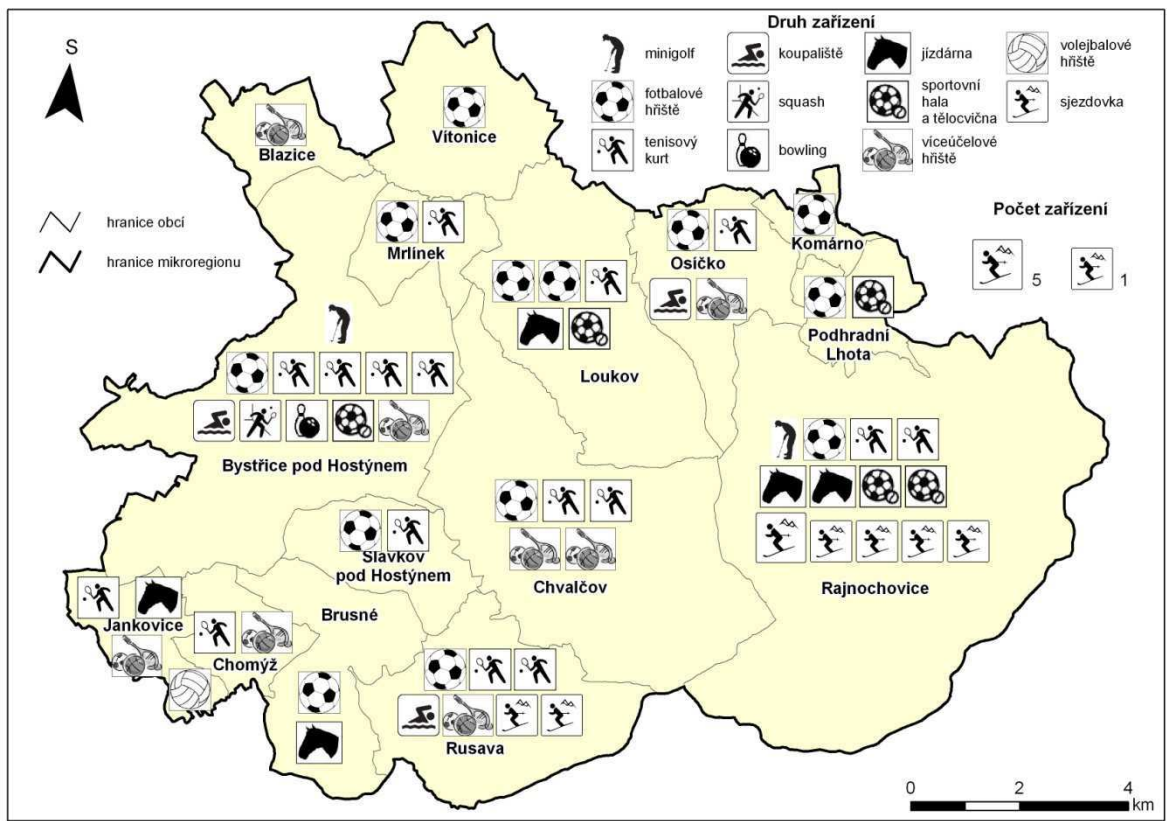 Druh zařízení
S
minigolf
koupaliště
jízdárna
volejbalové
hřiště
fotbalové
hřiště
squash
sportovní
hala
a tělocvična
sjezdovka
tenisový
kurt
bowling
víceúčelové
hřiště
hranice obcí
hranice mikroregionu
Počet zařízení
5
1
Blazice
Vítonice
Mrlínek
Osíčko
Komárno
Podhradní
Lhota
Loukov
Bystřice pod Hostýnem
Rajnochovice
Slavkov
pod Hostýnem
Chvalčov
Brusné
Jankovice
Chomýž
Rusava
0
2
4
km